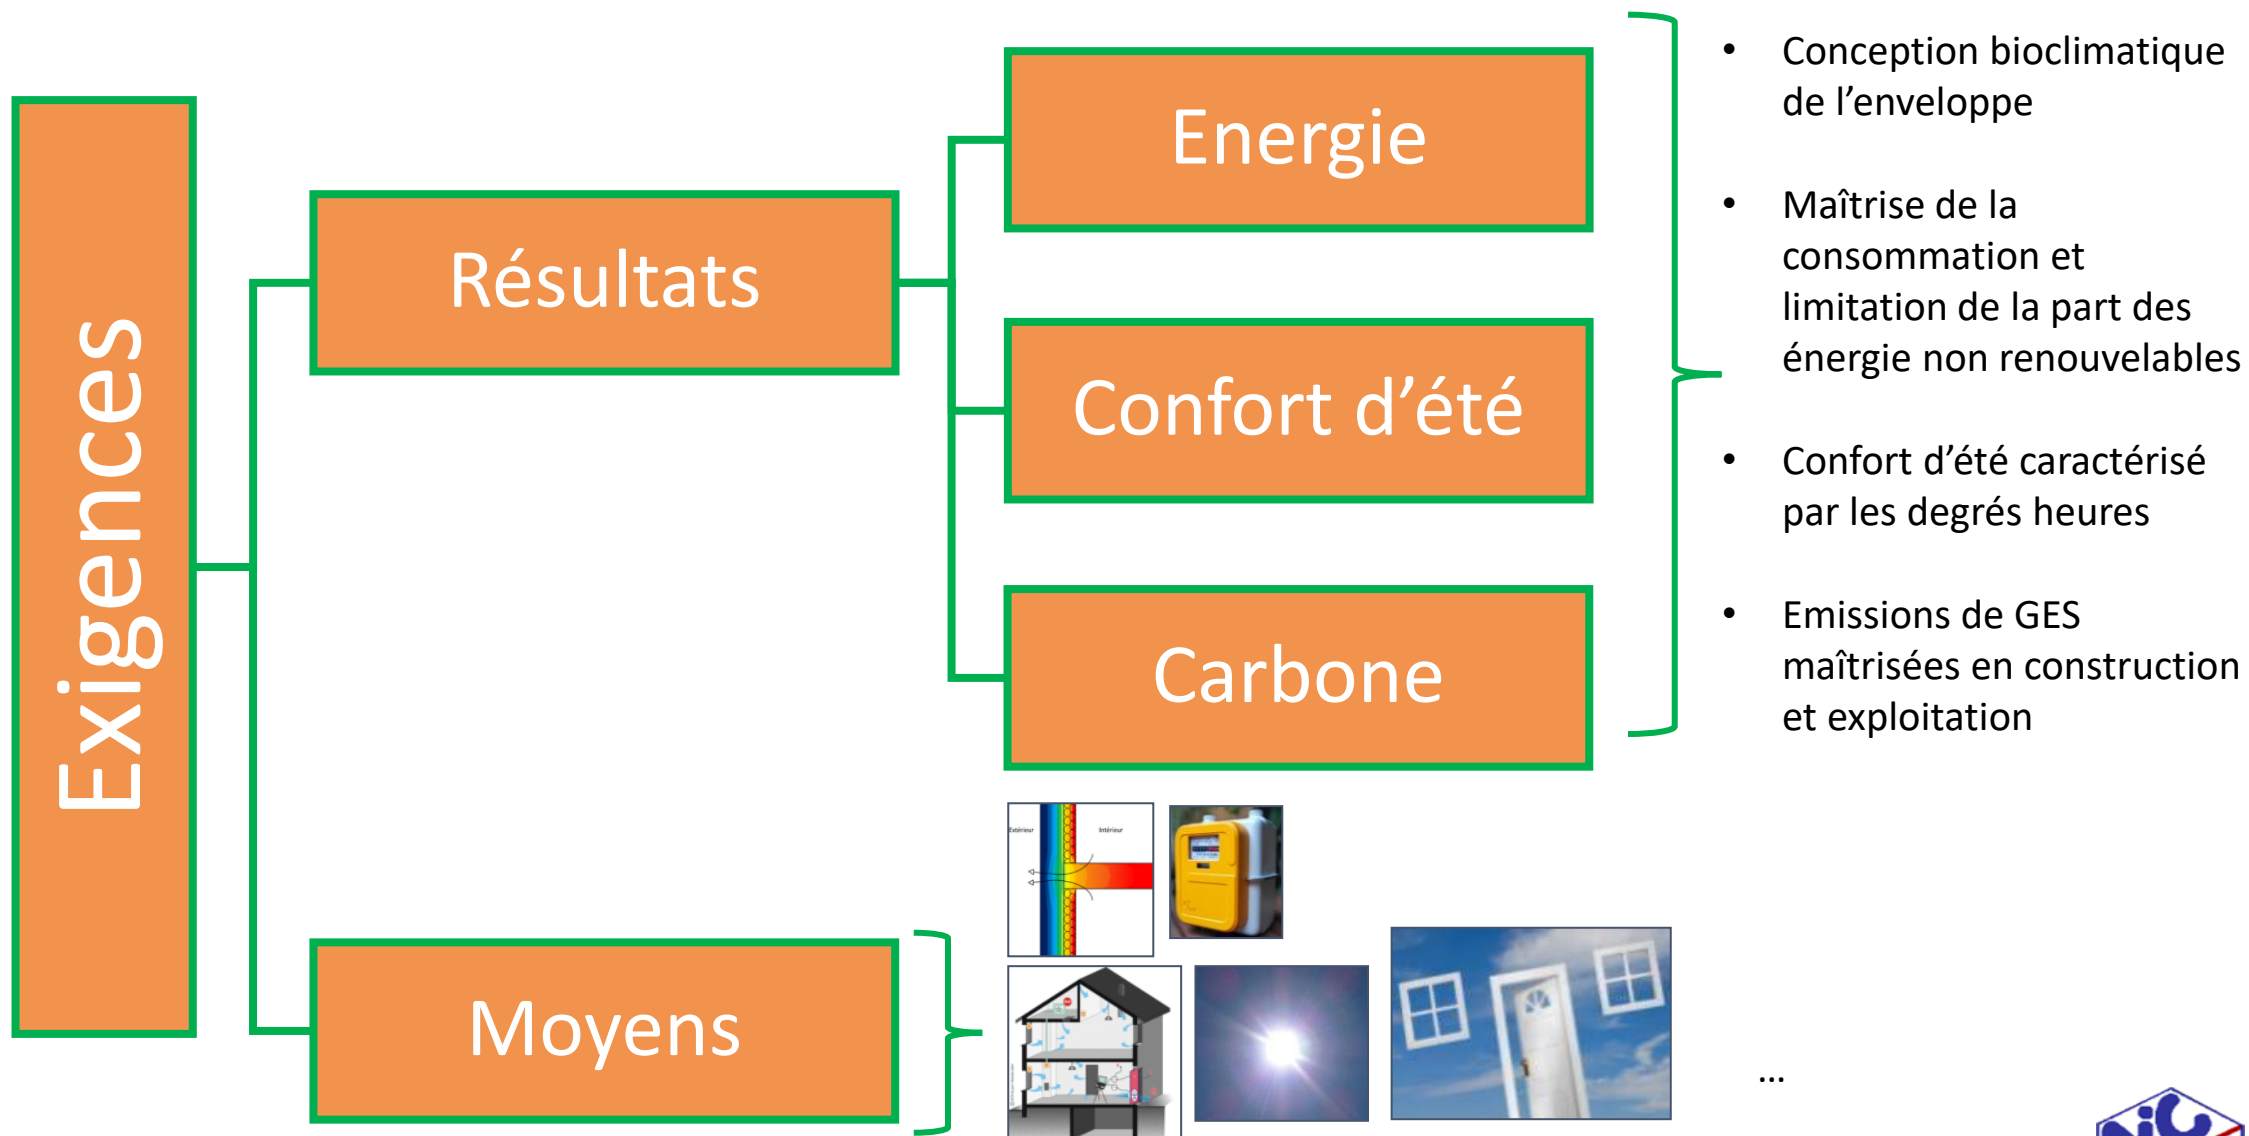 Exigences
Résultats
Moyens
Energie
Confort d’été
Carbone
• Conception bioclimatique
de l’enveloppe
• Maîtrise de la
consommation et
limitation de la part des
énergie non renouvelables
• Confort d’été caractérisé
par les degrés heures
• Emissions de GES
maîtrisées en construction
et exploitation
Extérieur
Intérieur
...